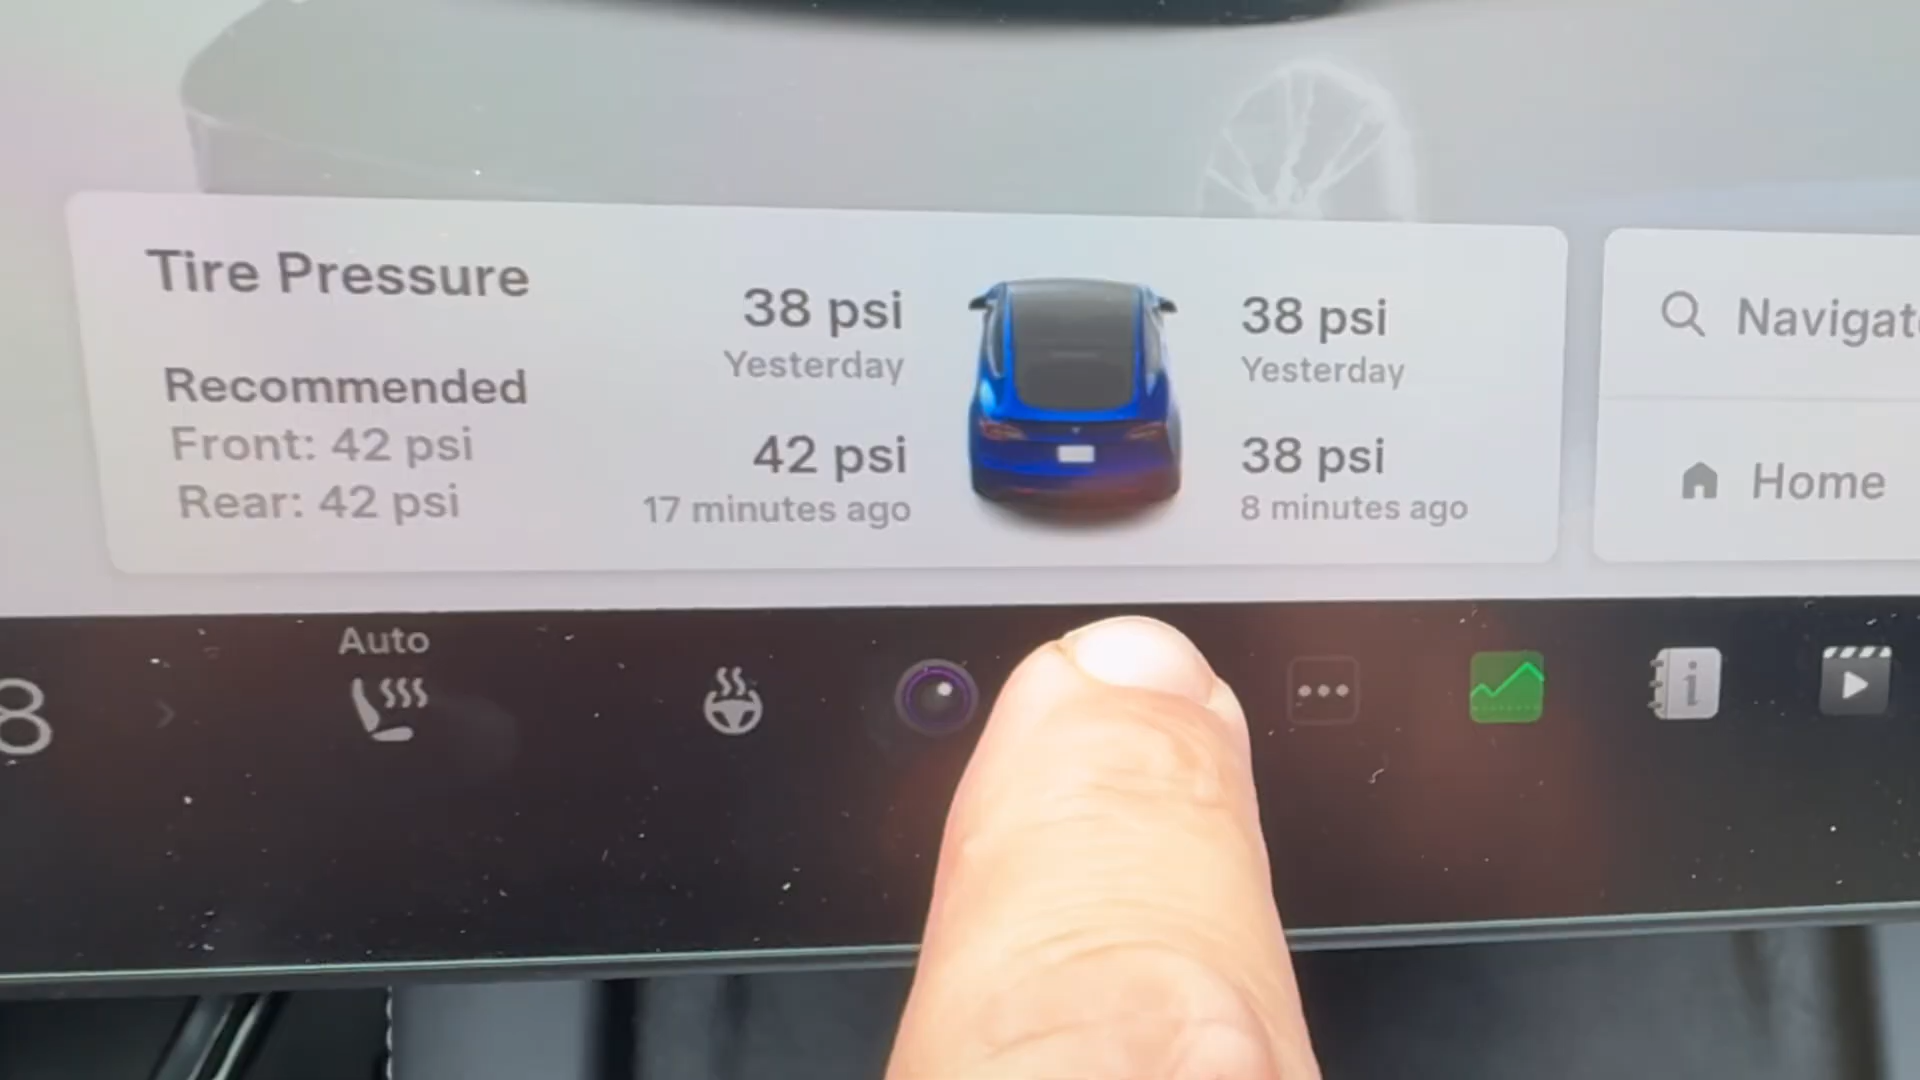 Tire Pressure
Recommended
Front: 42 psi
Rear: 42 psi
38 psi
Yesterday
42 psi
17 minutes ago
38 psi
Yesterday
38 psi
8 minutes ago
Home
8
Auto
i